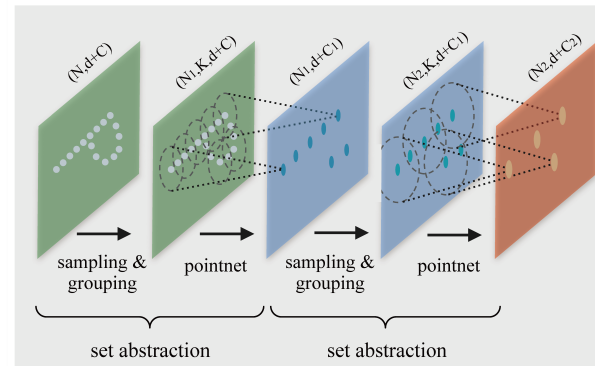 (N,d+C)
(N1,K,d+C)
(N1,d+C1)
(N2,K,d+C1)
(N2,d+C2)
sampling &
grouping
pointnet
sampling &
grouping
pointnet
set abstraction
set abstraction